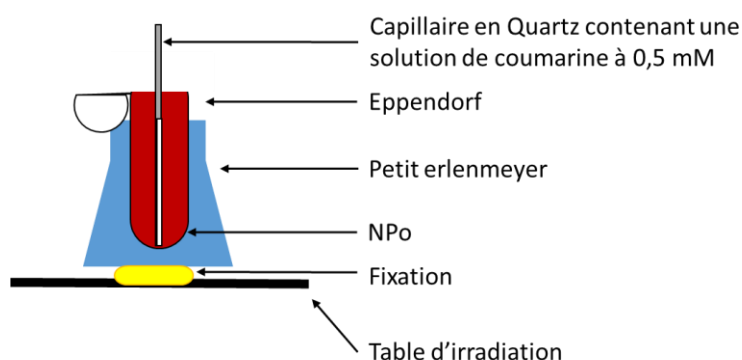 Capillaire en Quartz contenant une
solution de coumarine à 0,5 mM
Eppendorf
Petit erlenmeyer
NPo
Fixation
Table d’irradiation